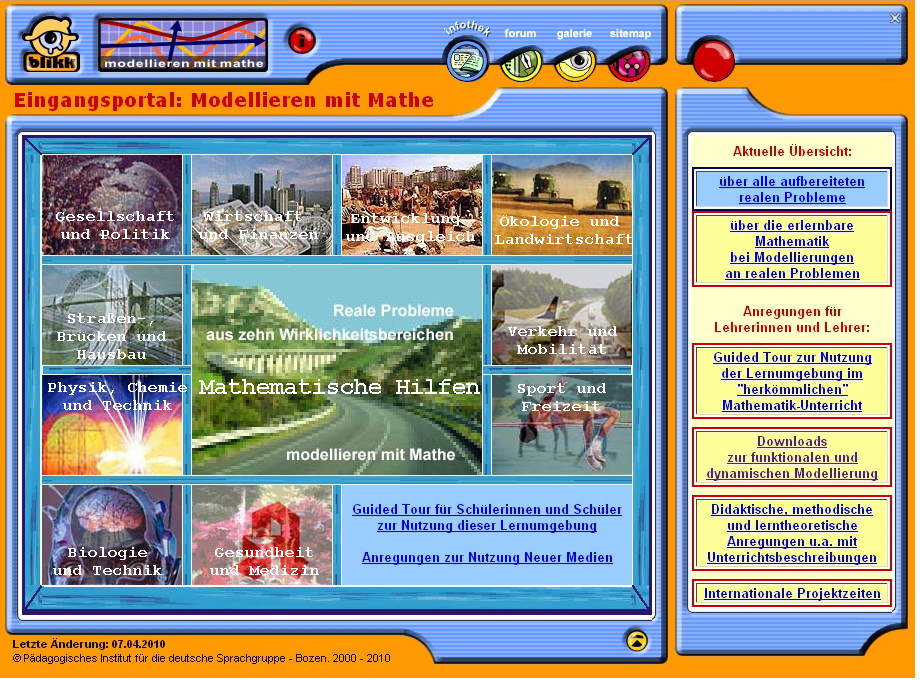 blikk
modellieren mit mathe
infothek
forum
galerie
sitemap
Eingangsportal: Modellieren mit Mathe
Gesellschaft
und Politik
Wirtschaft
und Finanzen
Entwicklung
und Ausgleich
Ökologie und
Landwirtschaft
Straßen-,
Brücken und
Hausbau
Reale Probleme
aus zehn Wirklichkeitsbereichen
Mathematische Hilfen
modellieren mit Mathe
Verkehr und
Mobilität
Physik, Chemie
und Technik
Sport und
Freizeit
Biologie
und Technik
Gesundheit
und Medizin
Guided Tour für Schülerinnen und Schüler
zur Nutzung dieser Lernumgebung
Anregungen zur Nutzung Neuer Medien
Aktuelle Übersicht:
über alle aufbereiteten
realen Probleme
über die erlernbare
Mathematik
bei Modellierungen
an realen Problemen
Anregungen für
Lehrerinnen und Lehrer:
Guided Tour zur Nutzung
der Lernumgebung im
"herkömmlichen"
Mathematik-Unterricht
Downloads
zur funktionalen und
dynamischen Modellierung
Didaktische, methodische
und lerntheoretische
Anregungen u.a. mit
Unterrichtsbeschreibungen
Internationale Projektzeiten
Letzte Änderung: 07.04.2010
© Pädagogisches Institut für die deutsche Sprachgruppe - Bozen. 2000 - 2010